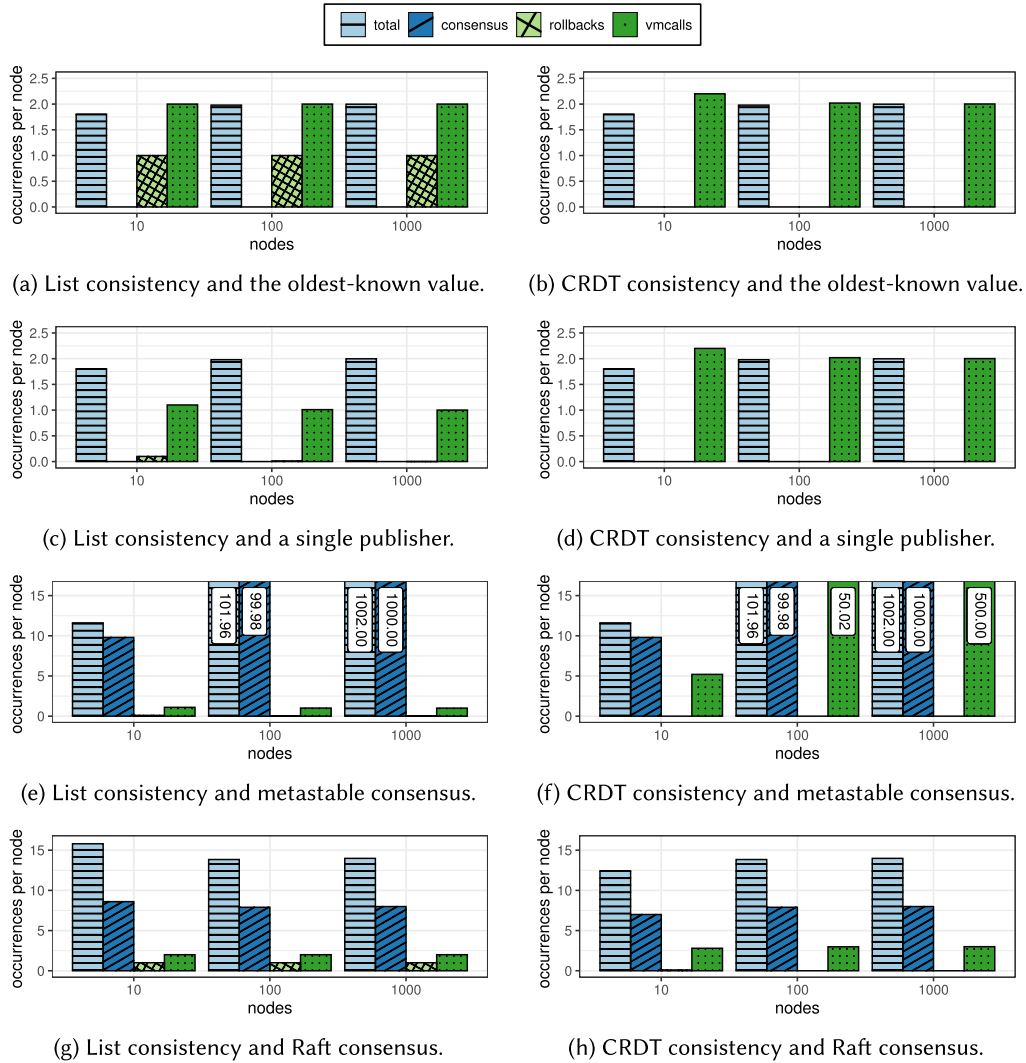 total consensus rollbacks vmcalls
occurrences per node
2.5
2.0
1.5
1.0
0.5
0.0
10 100 1000
nodes
(a) List consistency and the oldest-known value.
occurrences per node
2.5
2.0
1.5
1.0
0.5
0.0
10 100 1000
nodes
(b) CRDT consistency and the oldest-known value.
occurrences per node
2.5
2.0
1.5
1.0
0.5
0.0
10 100 1000
nodes
(c) List consistency and a single publisher.
occurrences per node
2.5
2.0
1.5
1.0
0.5
0.0
10 100 1000
nodes
(d) CRDT consistency and a single publisher.
occurrences per node
15
10
5
0
101.96 99.98 1002.00 1000.00
10 100 1000
nodes
(e) List consistency and metastable consensus.
occurrences per node
15
10
5
0
101.96 99.98 50.02 1002.00 1000.00 500.00
10 100 1000
nodes
(f) CRDT consistency and metastable consensus.
occurrences per node
15
10
5
0
10 100 1000
nodes
(g) List consistency and Raft consensus.
occurrences per node
15
10
5
0
10 100 1000
nodes
(h) CRDT consistency and Raft consensus.